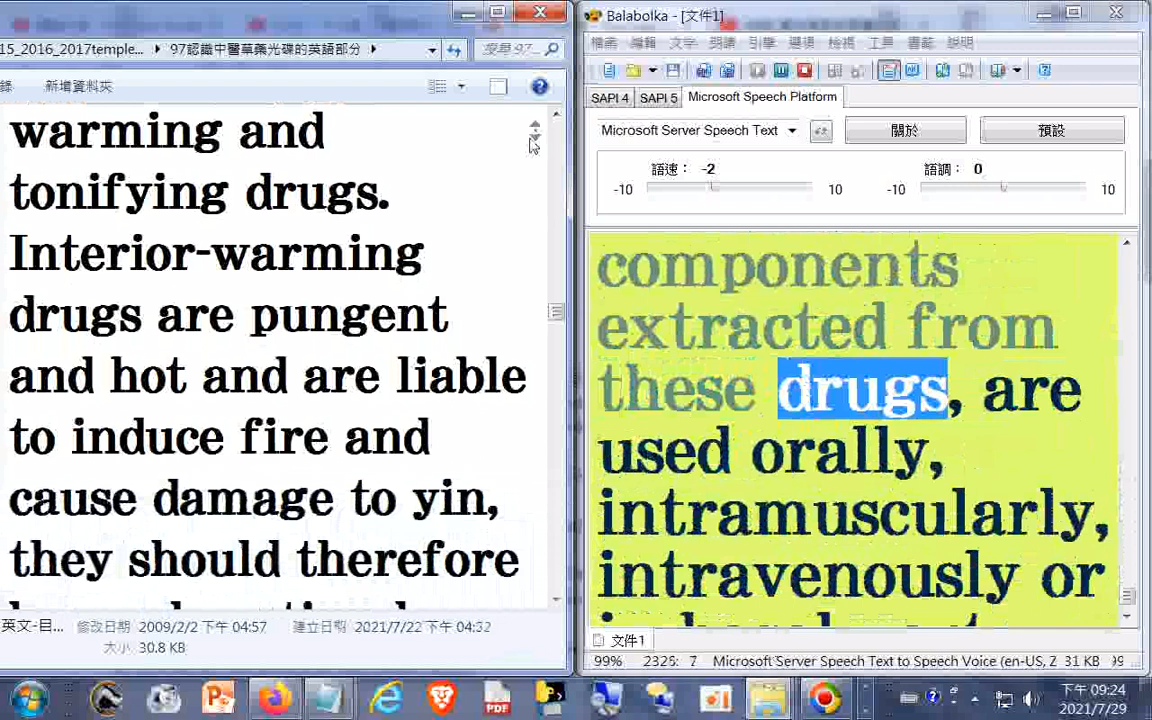 15_2016_2017temple...
97認識中醫草藥光碟的英語部分
搜尋 97...
錄
新增資料夾
warming and
tonifying drugs.
Interior-warming
drugs are pungent
and hot and are liable
to induce fire and
cause damage to yin,
they should therefore
英文-目...
修改日期 2009/2/2 下午 04:57
建立日期 2021/7/22 下午 04:32
大小 30.8 KB
Balabolka - [文件1]
檔案 編輯 文字 朗讀 引擎 選項 檢視 工具 書籤 說明
SAPI 4
SAPI 5
Microsoft Speech Platform
Microsoft Server Speech Text
關於
預設
語速： -2
語調： 0
-10
10
-10
10
components
extracted from
these drugs, are
used orally,
intramuscularly,
intravenously or
文件1
99%
2325: 7
Microsoft Server Speech Text to Speech Voice (en-US, Z
31 KB
PDF
下午 09:24
2021/7/29